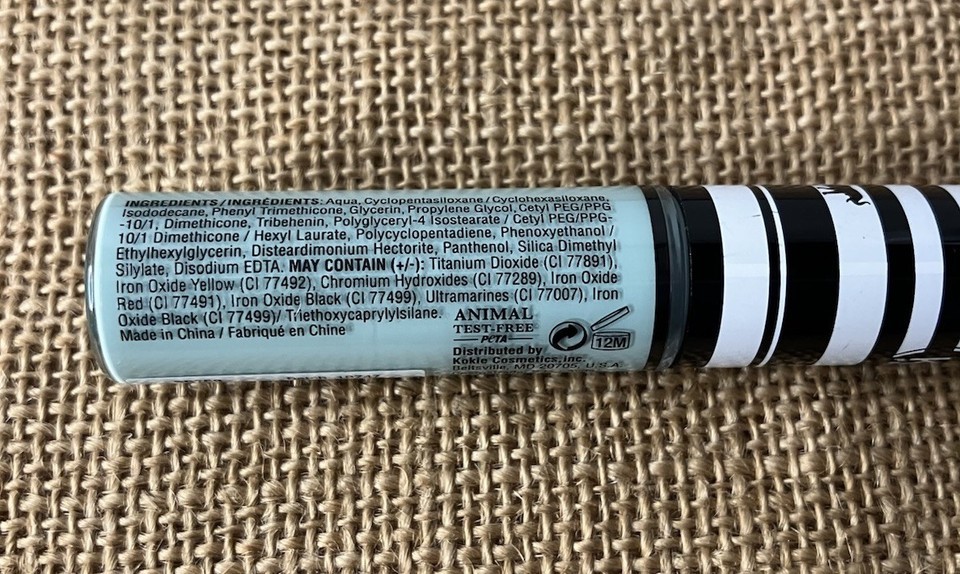 INGREDIENTS/INGRÉDIENTS: Aqua, Cyclopentasiloxane/Cyclohexasiloxane,
Isododecane, Phenyl Trimethicone, Glycerin, Propylene Glycol, Cetyl PEG/PPG
-10/1, Dimethicone, Tribehenin, Polyglyceryl-4 Isostearate / Cetyl PEG/PPG-
10/1 Dimethicone / Hexyl Laurate, Polycyclopentadiene, Phenoxyethanol /
Ethylhexylglycerin, Disteardimonium Hectorite, Panthenol, Silica Dimethyl
Silylate, Disodium EDTA. MAY CONTAIN (+/-): Titanium Dioxide (CI 77891),
Iron Oxide Yellow (CI 77492), Chromium Hydroxides (CI 77289), Iron Oxide
Red (CI 77491), Iron Oxide Black (CI 77499), Ultramarines (CI 77007), Iron
Oxide Black (CI 77499)/ Triethoxycaprylylsilane.
Made in China / Fabriqué en Chine
ANIMAL
TEST-FREE
PETA
12M
Distributed by
Kokie Cosmetics, Inc.
Beltsville, MD 20705, U.S.A.